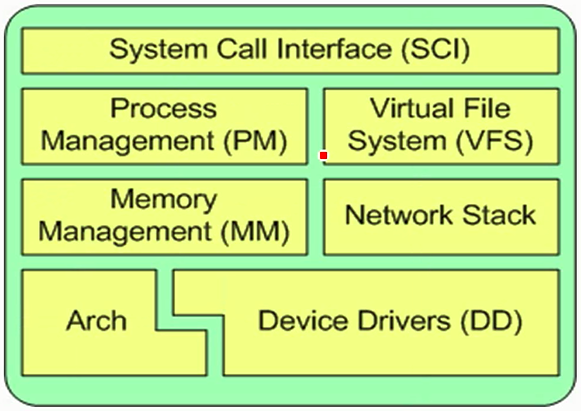 System Call Interface (SCI)
Process
Management (PM)
Virtual File
System (VFS)
Memory
Management (MM)
Network Stack
Arch
Device Drivers (DD)